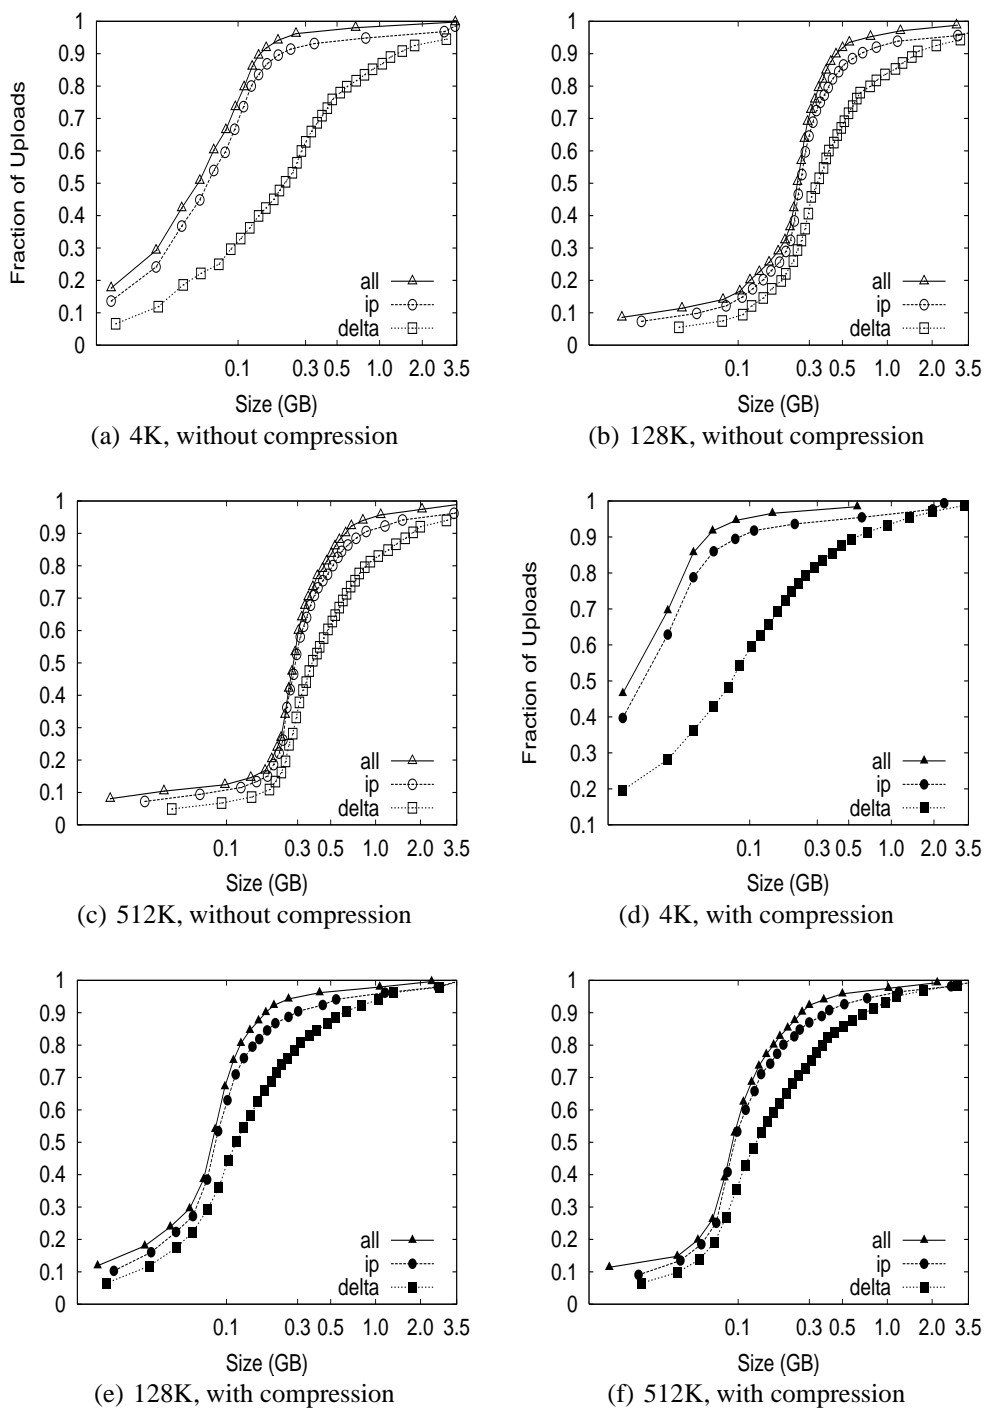 1
0.9
0.8
0.7
0.6
0.5
0.4
0.3
0.2
0.1
0
Fraction of Uploads
all
ip
delta
0.1 0.3 0.5 1.0 2.0 3.5
Size (GB)
(a) 4K, without compression
1
0.9
0.8
0.7
0.6
0.5
0.4
0.3
0.2
0.1
0
all
ip
delta
0.1 0.3 0.5 1.0 2.0 3.5
Size (GB)
(b) 128K, without compression
1
0.9
0.8
0.7
0.6
0.5
0.4
0.3
0.2
0.1
0
all
ip
delta
0.1 0.3 0.5 1.0 2.0 3.5
Size (GB)
(c) 512K, without compression
1
0.9
0.8
0.7
0.6
0.5
0.4
0.3
0.2
0.1
Fraction of Uploads
all
ip
delta
0.1 0.3 0.5 1.0 2.0 3.5
Size (GB)
(d) 4K, with compression
1
0.9
0.8
0.7
0.6
0.5
0.4
0.3
0.2
0.1
0
all
ip
delta
0.1 0.3 0.5 1.0 2.0 3.5
Size (GB)
(e) 128K, with compression
1
0.9
0.8
0.7
0.6
0.5
0.4
0.3
0.2
0.1
0
all
ip
delta
0.1 0.3 0.5 1.0 2.0 3.5
Size (GB)
(f) 512K, with compression